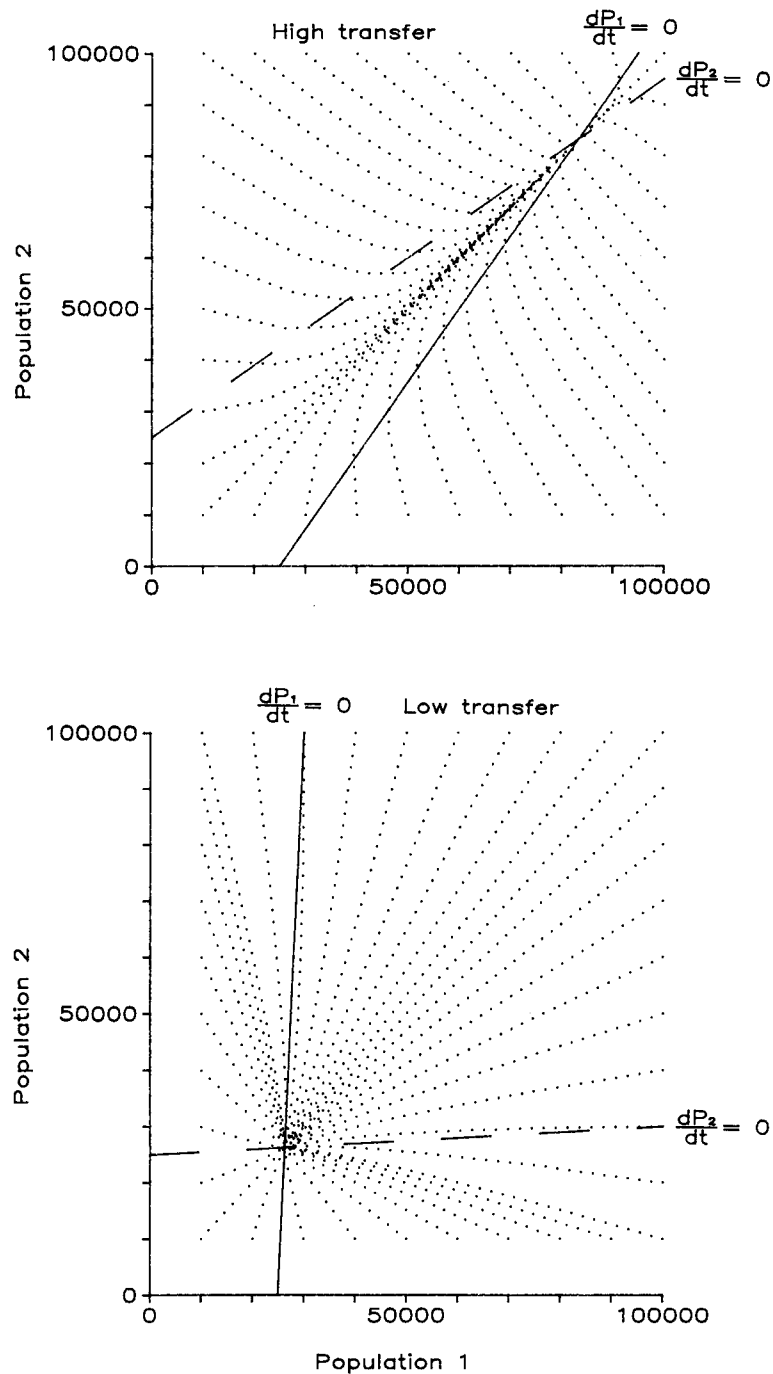 High transfer
dP₁/dt = 0
100000
dP₂/dt = 0
Population 2
50000
0
0 50000 100000
dP₁/dt = 0 Low transfer
100000
Population 2
50000
dP₂/dt = 0
0
0 50000 100000
Population 1